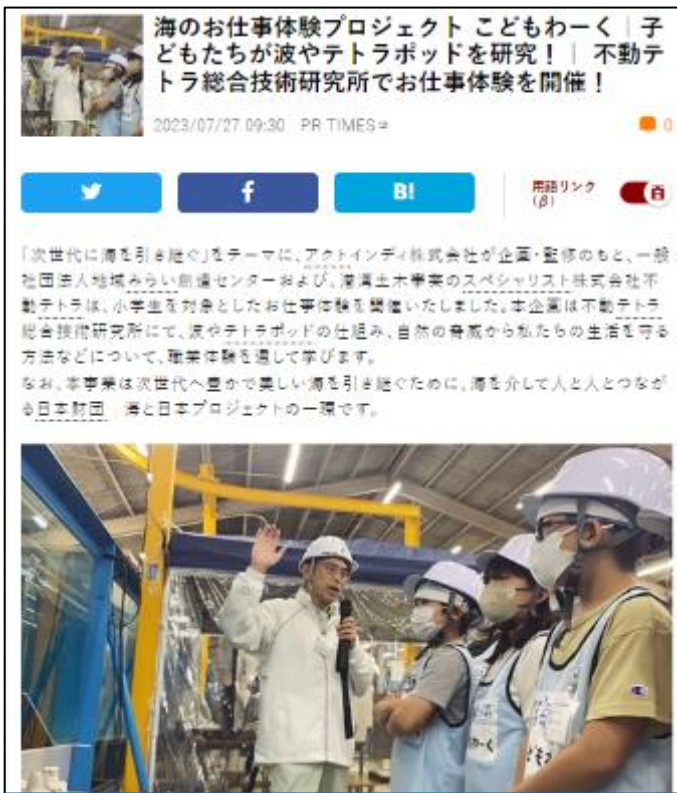 海のお仕事体験プロジェクト こどもわーく｜子
どもたちが波やテトラポッドを研究！｜ 不動テ
トラ総合技術研究所でお仕事体験を開催！
2023/07/27 09:30 PR TIMES
0
f
B!
用語リンク
(β)
百
「次世代に海を引き継ぐ」をテーマに、アクトインディ株式会社が企画・監修のもと、一般
社団法人地域みらい創造センターおよび、港湾土木事業のスペシャリスト株式会社不
動テトラは、小学生を対象としたお仕事体験を開催いたしました。本企画は不動テトラ
総合技術研究所にて、波やテトラポッドの仕組み、自然の脅威から私たちの生活を守る
方法などについて、職業体験を通して学びます。
なお、本事業は次世代へ豊かで美しい海を引き継ぐために、海を介して人と人とつなが
る日本財団 海と日本プロジェクトの一環です。
わーく